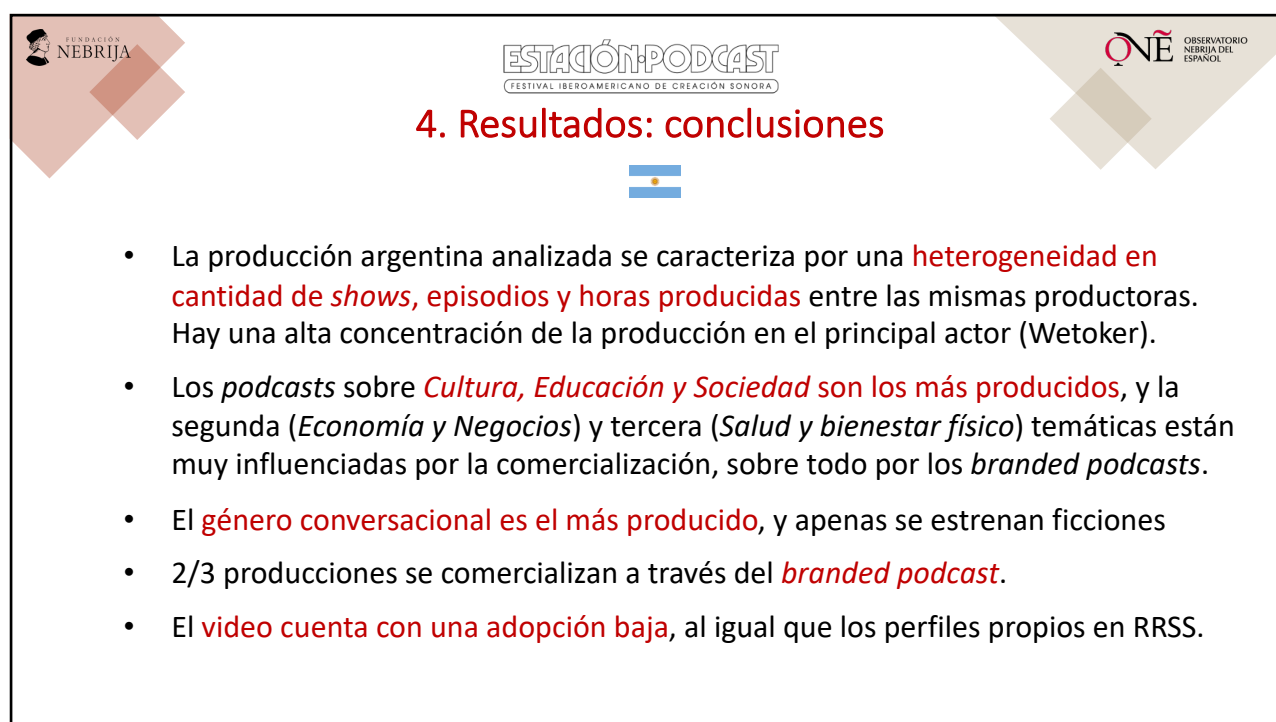 FUNDACIÓN
NEBRIJA
ESTACIÓN·PODCAST
FESTIVAL IBEROAMERICANO DE CREACIÓN SONORA
OÑE
OBSERVATORIO
NEBRIJA DEL
ESPAÑOL
4. Resultados: conclusiones
• La producción argentina analizada se caracteriza por una heterogeneidad en
cantidad de shows, episodios y horas producidas entre las mismas productoras.
Hay una alta concentración de la producción en el principal actor (Wetoker).
• Los podcasts sobre Cultura, Educación y Sociedad son los más producidos, y la
segunda (Economía y Negocios) y tercera (Salud y bienestar físico) temáticas están
muy influenciadas por la comercialización, sobre todo por los branded podcasts.
• El género conversacional es el más producido, y apenas se estrenan ficciones
• 2/3 producciones se comercializan a través del branded podcast.
• El video cuenta con una adopción baja, al igual que los perfiles propios en RRSS.